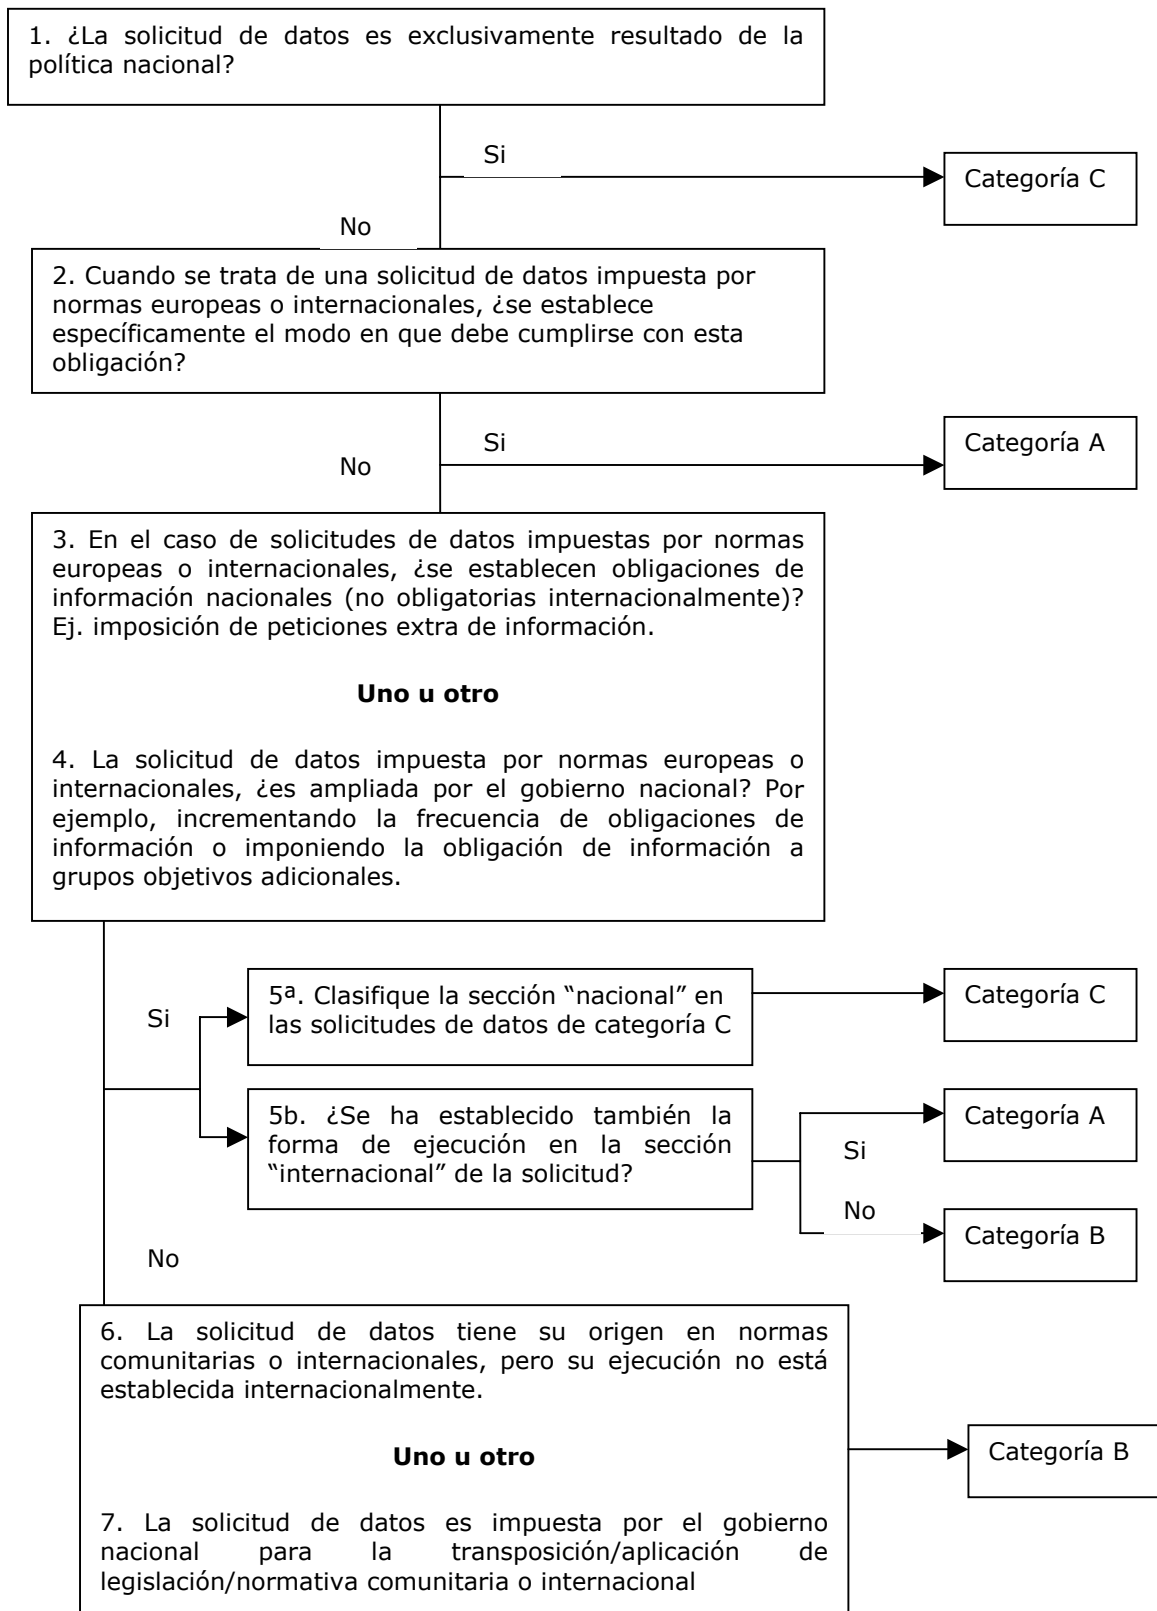 1. ¿La solicitud de datos es exclusivamente resultado de la
política nacional?
Si
Categoría C
No
2. Cuando se trata de una solicitud de datos impuesta por
normas europeas o internacionales, ¿se establece
específicamente el modo en que debe cumplirse con esta
obligación?
Si
Categoría A
No
3. En el caso de solicitudes de datos impuestas por normas
europeas o internacionales, ¿se establecen obligaciones de
información nacionales (no obligatorias internacionalmente)?
Ej. imposición de peticiones extra de información.
Uno u otro
4. La solicitud de datos impuesta por normas europeas o
internacionales, ¿es ampliada por el gobierno nacional? Por
ejemplo, incrementando la frecuencia de obligaciones de
información o imponiendo la obligación de información a
grupos objetivos adicionales.
Si
5ª. Clasifique la sección “nacional” en
las solicitudes de datos de categoría C
Categoría C
5b. ¿Se ha establecido también la
forma de ejecución en la sección
“internacional” de la solicitud?
Si
Categoría A
No
Categoría B
No
6. La solicitud de datos tiene su origen en normas
comunitarias o internacionales, pero su ejecución no está
establecida internacionalmente.
Uno u otro
7. La solicitud de datos es impuesta por el gobierno
nacional para la transposición/aplicación de
legislación/normativa comunitaria o internacional
Categoría B